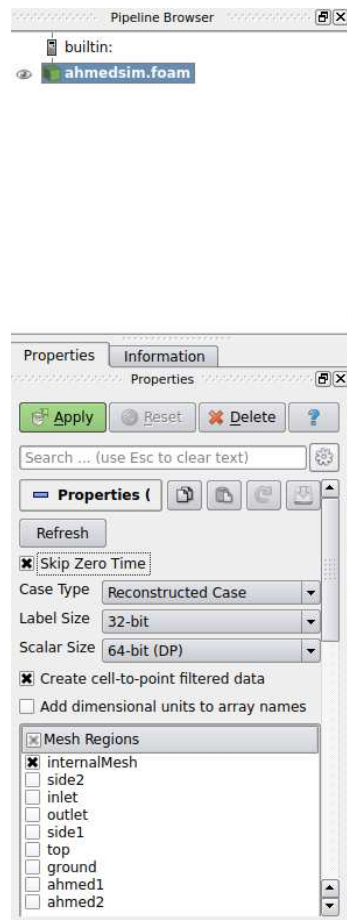 Pipeline Browser
builtin:
ahmedsim.foam
Properties Information
Properties
Apply Reset Delete ?
Search ... (use Esc to clear text)
Properties (
Refresh
Skip Zero Time
Case Type Reconstructed Case
Label Size 32-bit
Scalar Size 64-bit (DP)
Create cell-to-point filtered data
Add dimensional units to array names
Mesh Regions
internalMesh
side2
inlet
outlet
side1
top
ground
ahmed1
ahmed2